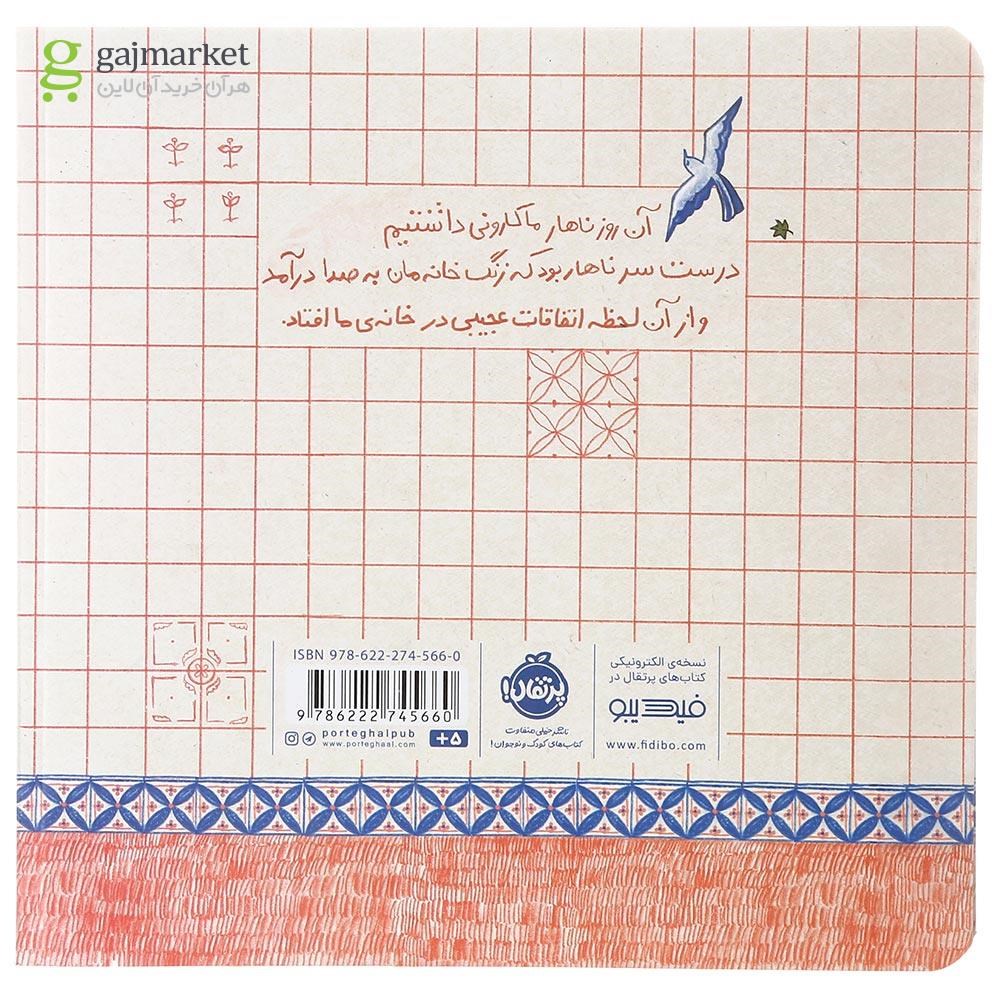 gajmarket
هر آن خرید آن لاین
آن روز ناهار ماکارونی داشتیم
درست سر ناهار بود که زنگ خانه مان به صدا درآمد
و از آن لحظه اتفاقات عجیبی در خانه‌ی ما افتاد.
ISBN 978-622-274-566-0
9 786222 745660
porteghalpub
www.porteghaal.com
+۵
پرتقال!
ناشر خیلی متفاوت
کتاب‌های کودک و نوجوان!
نسخه‌ی الکترونیکی
کتاب‌های پرتقال در
فیدیبو
www.fidibo.com